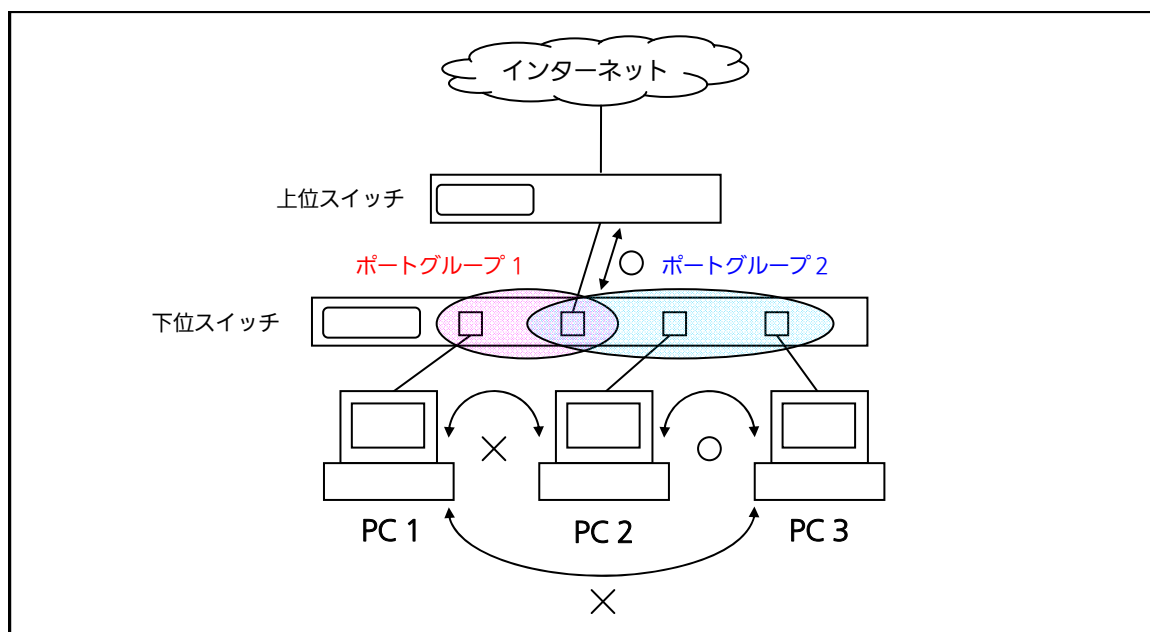 インターネット
上位スイッチ
ポートグループ 1
ポートグループ 2
下位スイッチ
PC 1
PC 2
PC 3